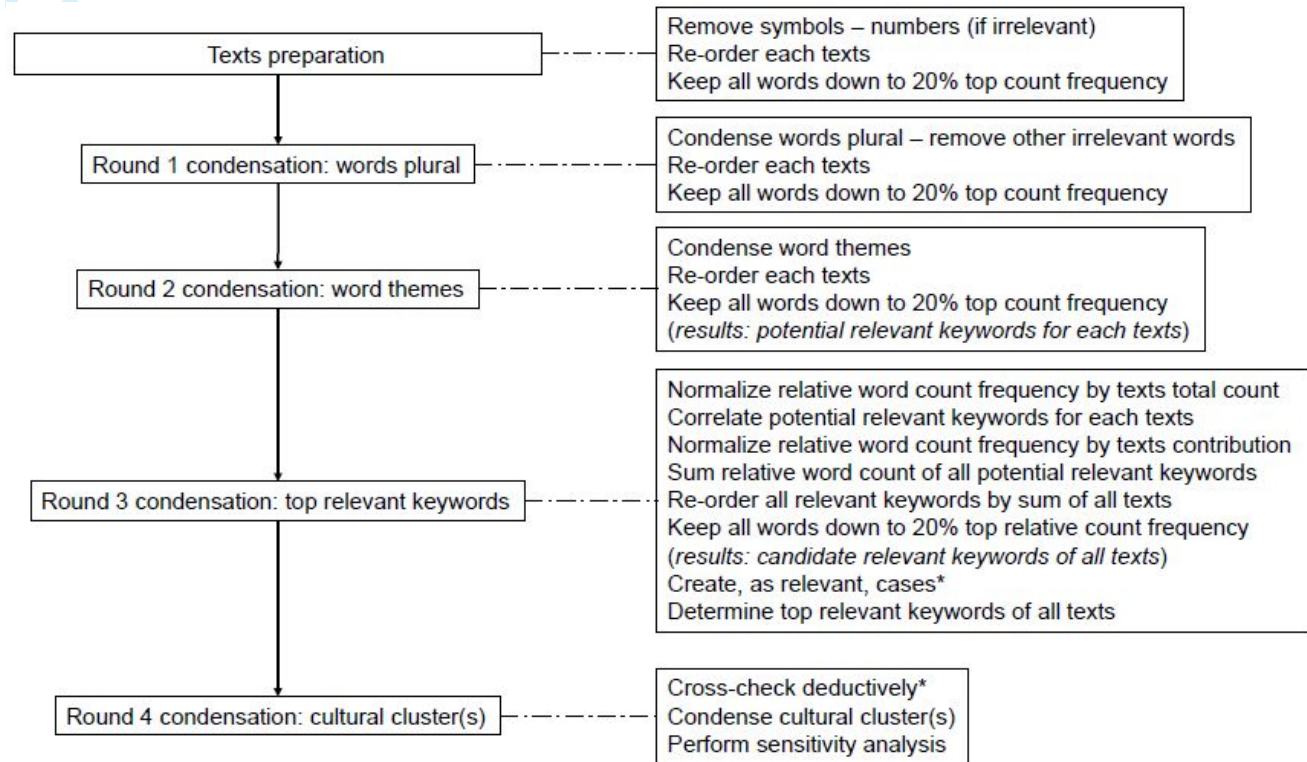 Texts preparation
Remove symbols – numbers (if irrelevant)
Re-order each texts
Keep all words down to 20% top count frequency
Round 1 condensation: words plural
Condense words plural – remove other irrelevant words
Re-order each texts
Keep all words down to 20% top count frequency
Round 2 condensation: word themes
Condense word themes
Re-order each texts
Keep all words down to 20% top count frequency
(results: potential relevant keywords for each texts)
Round 3 condensation: top relevant keywords
Normalize relative word count frequency by texts total count
Correlate potential relevant keywords for each texts
Normalize relative word count frequency by texts contribution
Sum relative word count of all potential relevant keywords
Re-order all relevant keywords by sum of all texts
Keep all words down to 20% top relative count frequency
(results: candidate relevant keywords of all texts)
Create, as relevant, cases*
Determine top relevant keywords of all texts
Round 4 condensation: cultural cluster(s)
Cross-check deductively*
Condense cultural cluster(s)
Perform sensitivity analysis